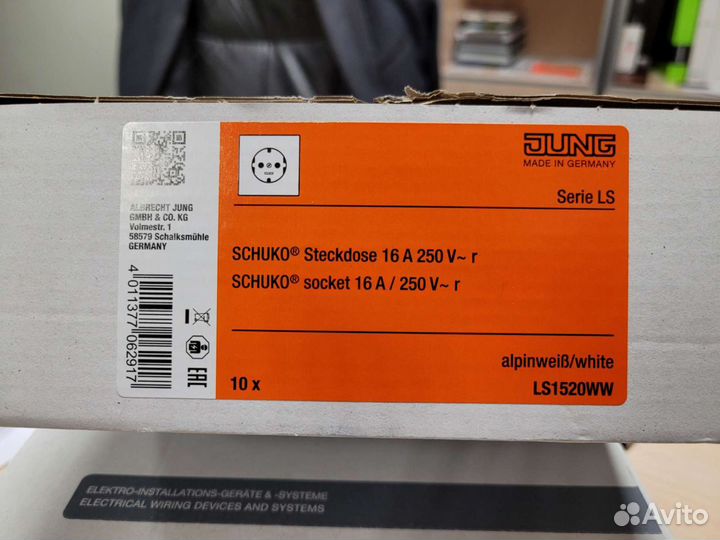 ALBRECHT JUNG
GMBH & CO. KG
Volmestr. 1
58579 Schalksmühle
GERMANY
4 011377 062917
EAC
JUNG
MADE IN GERMANY
Serie LS
SCHUKO® Steckdose 16 A 250 V~ r
SCHUKO® socket 16 A / 250 V~ r
alpinweiß/white
10 x
LS1520WW
ELEKTRO-INSTALLATIONS-GERÄTE & -SYSTEME
ELECTRICAL WIRING DEVICES AND SYSTEMS
Avito